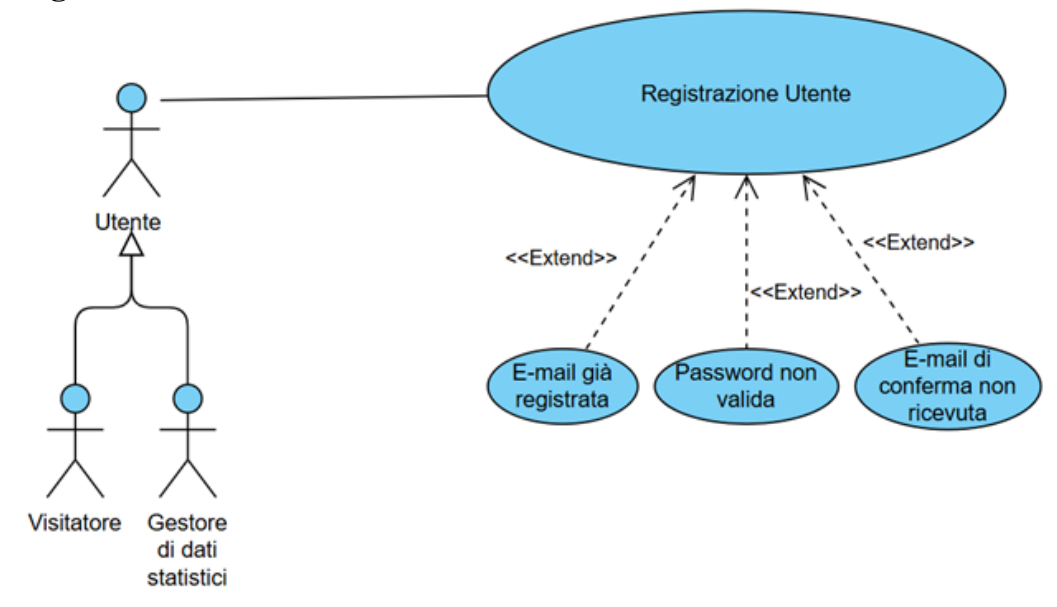 Registrazione Utente
Utente
<<Extend>>
<<Extend>>
<<Extend>>
E-mail già
registrata
Password non
valida
E-mail di
conferma non
ricevuta
Visitatore
Gestore
di dati
statistici